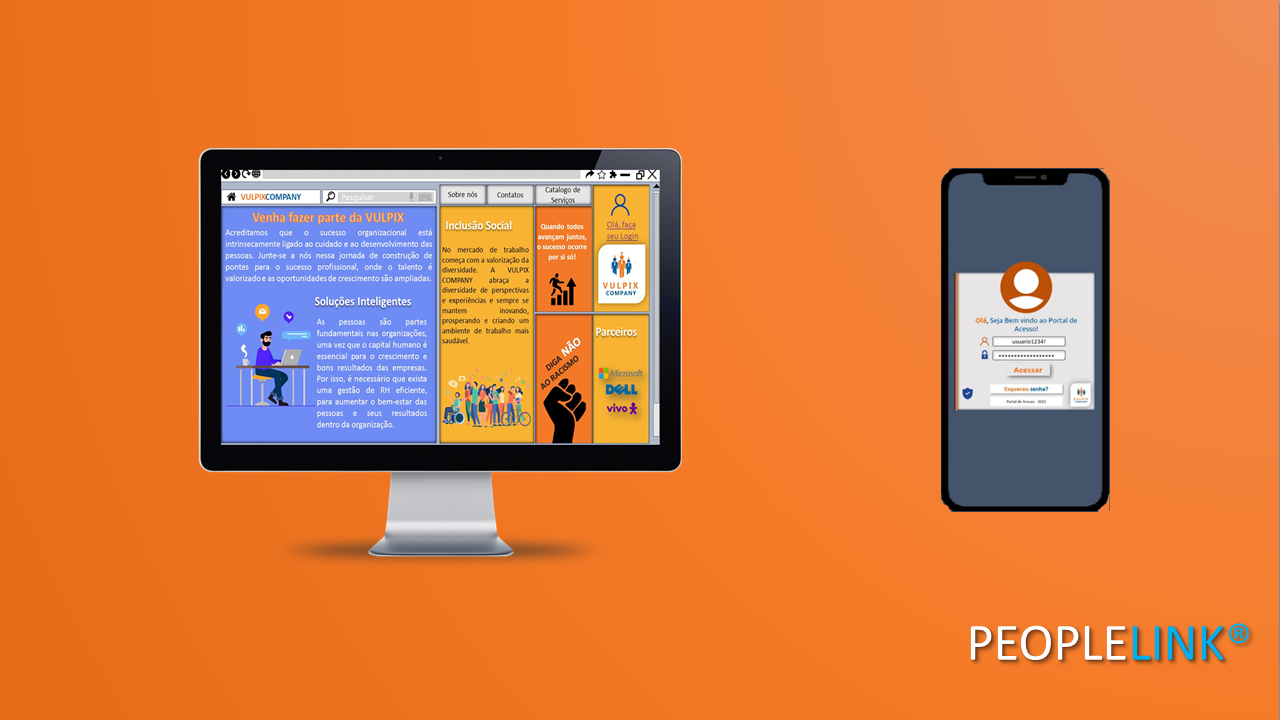 VULPIXCOMPANY
Pesquisar
Sobre nós
Contatos
Catalogo de
Serviços
Olá, faça
seu Login
VULPIX
COMPANY
Venha fazer parte da VULPIX
Acreditamos que o sucesso organizacional está
intrinsecamente ligado ao cuidado e ao desenvolvimento das
pessoas. Junte-se a nós nessa jornada de construção de
pontes para o sucesso profissional, onde o talento é
valorizado e as oportunidades de crescimento são ampliadas.
Soluções Inteligentes
As pessoas são partes
fundamentais nas organizações,
uma vez que o capital humano é
essencial para o crescimento e
bons resultados das empresas.
Por isso, é necessário que exista
uma gestão de RH eficiente,
para aumentar o bem-estar das
pessoas e seus resultados
dentro da organização.
Inclusão Social
No mercado de trabalho
começa com a valorização da
diversidade. A VULPIX
COMPANY abraça a
diversidade de perspectivas
e experiências e sempre se
mantem inovando,
prosperando e criando um
ambiente de trabalho mais
saudável.
Quando todos
avançam juntos,
o sucesso ocorre
por si só!
DIGA NÃO
AO RACISMO
Parceiros
Microsoft
DELL
vivo
Olá, Seja Bem vindo ao Portal de
Acesso!
usuario1234!
••••••••••••••••••
Acessar
Esqueceu senha?
Portal de Acesso - 2023
VULPIX
COMPANY
PEOPLELINK®